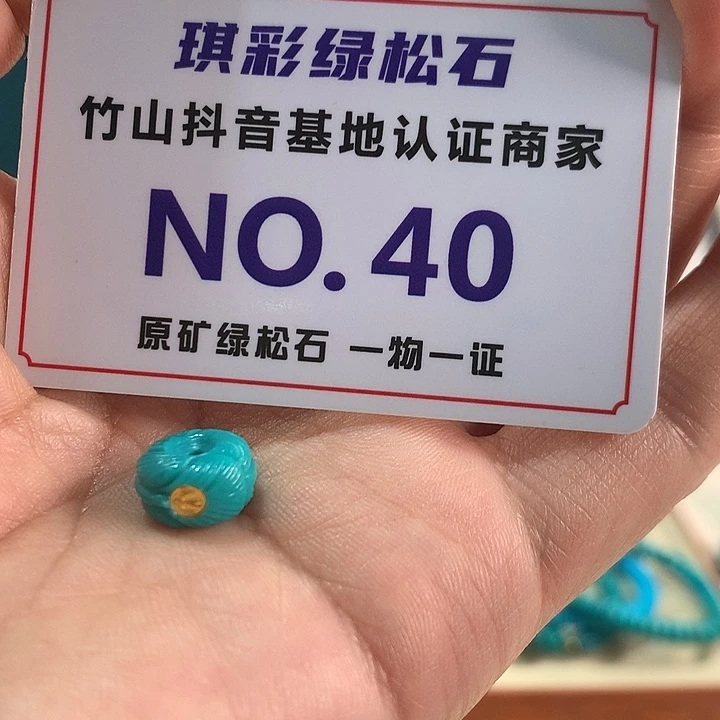 琪彩绿松石
竹山抖音基地认证商家
NO. 40
原矿绿松石 一物一证